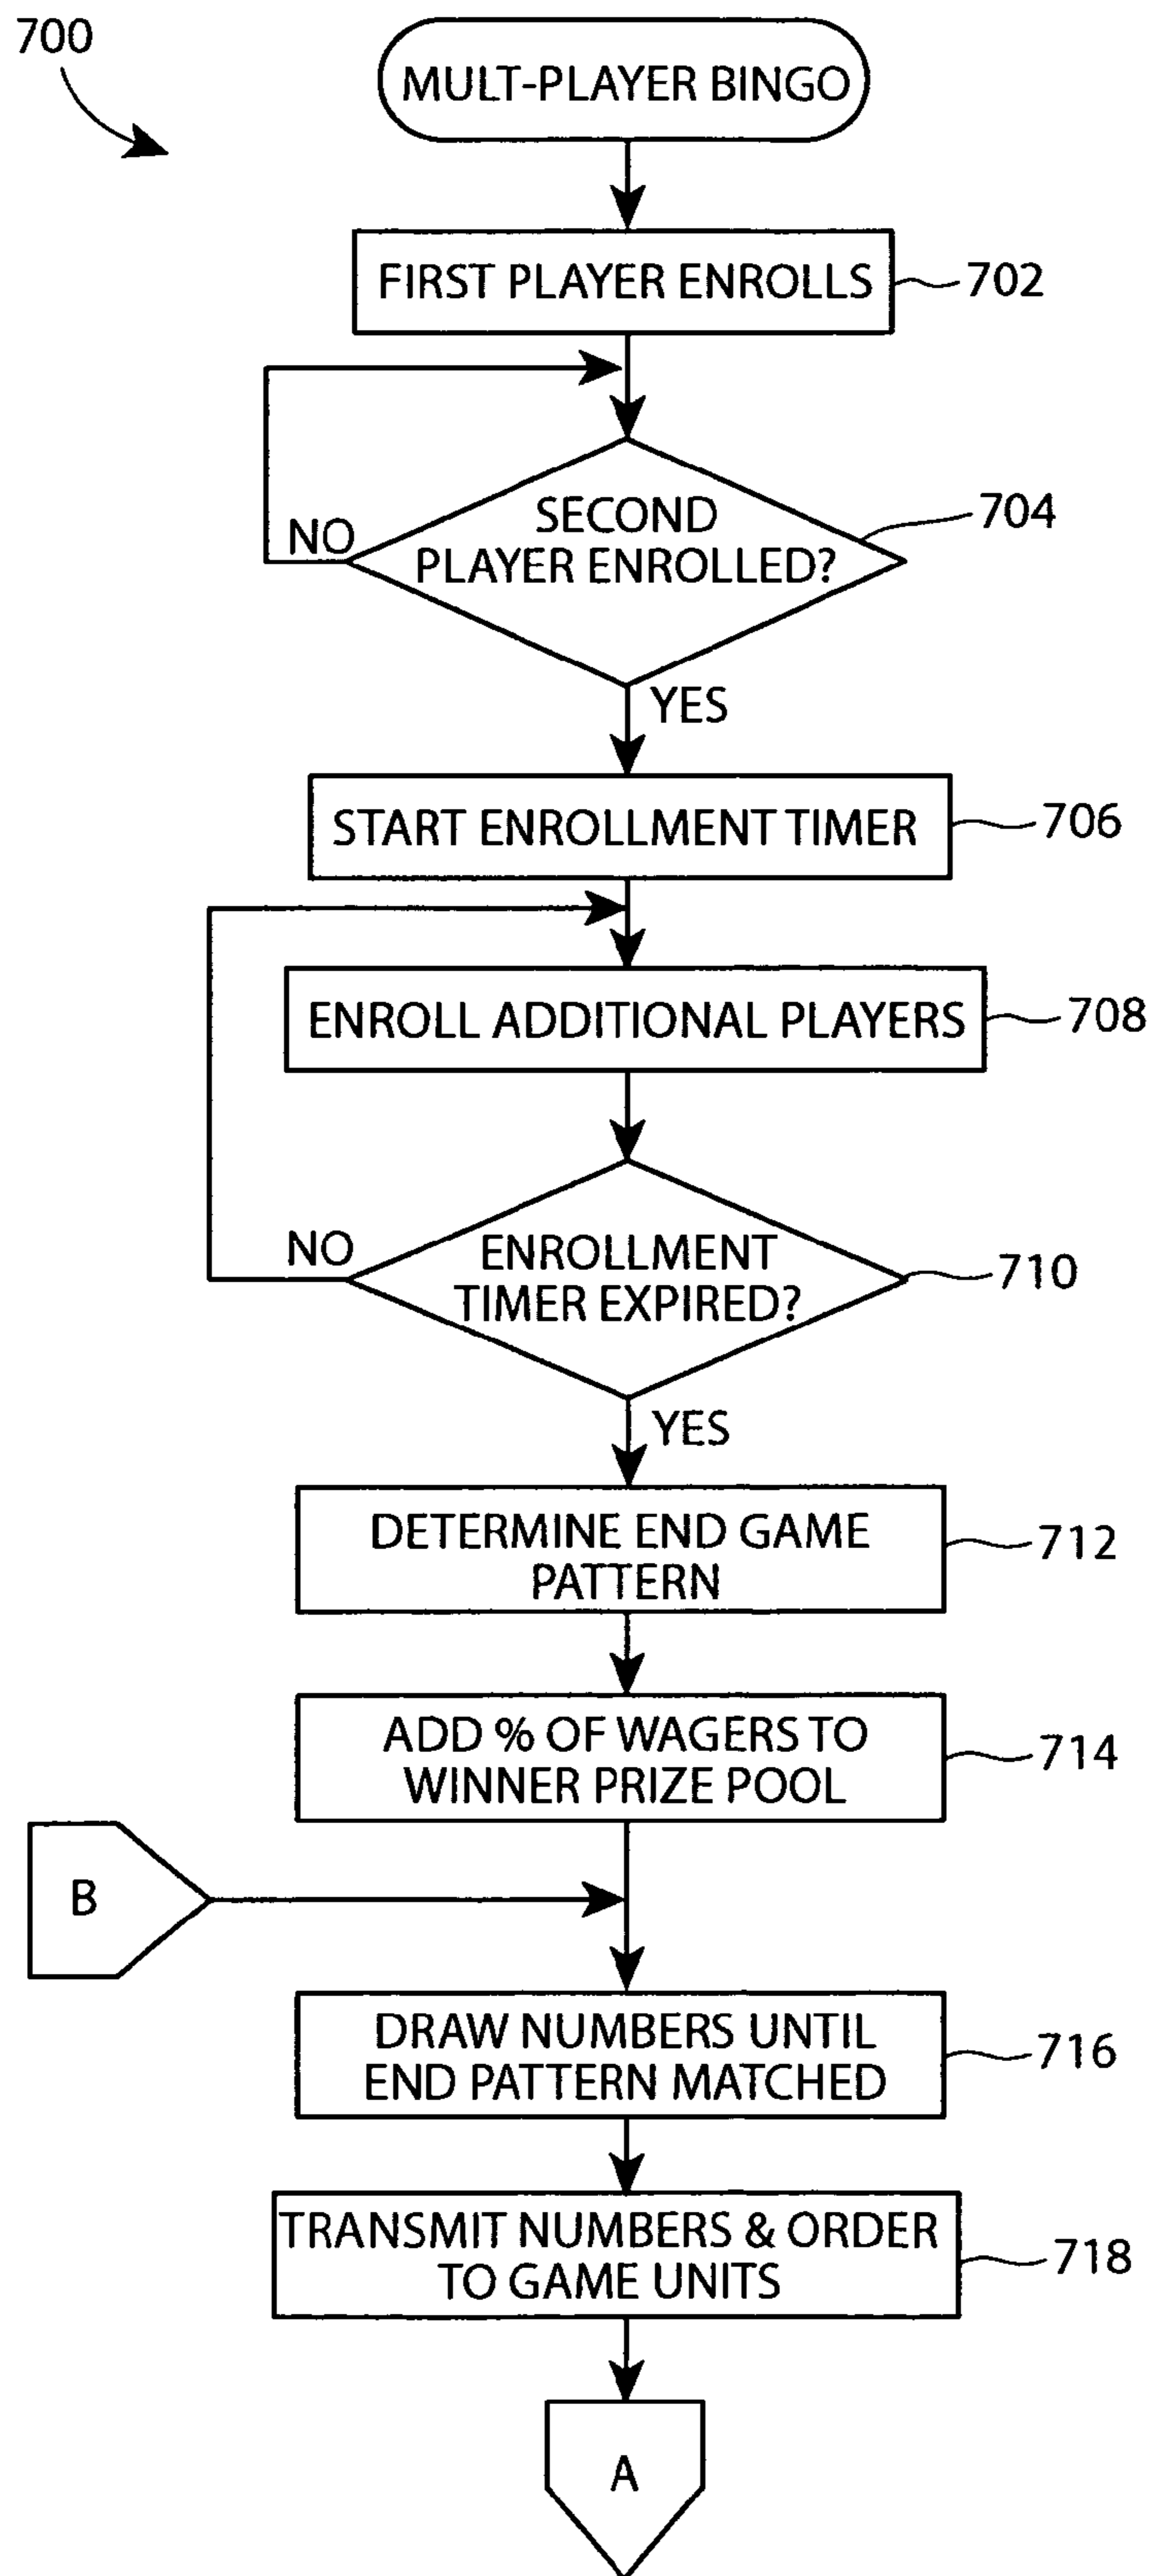 700
MULT-PLAYER BINGO
FIRST PLAYER ENROLLS
702
SECOND
PLAYER ENROLLED?
704
NO
YES
START ENROLLMENT TIMER
706
ENROLL ADDITIONAL PLAYERS
708
ENROLLMENT
TIMER EXPIRED?
710
NO
YES
DETERMINE END GAME
PATTERN
712
ADD % OF WAGERS TO
WINNER PRIZE POOL
714
B
DRAW NUMBERS UNTIL
END PATTERN MATCHED
716
TRANSMIT NUMBERS & ORDER
TO GAME UNITS
718
A